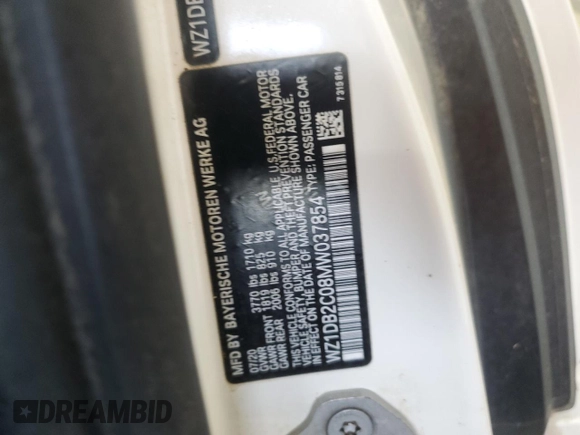 WZ1DB
MFD BY BAYERISCHE MOTOREN WERKE AG
07/20
GVWR 3770 lbs 1710 kg
GAWR FRONT 1819 lbs 825 kg
GAWR REAR 2006 lbs 910 kg
THIS VEHICLE CONFORMS TO ALL APPLICABLE U.S.FEDERAL MOTOR
VEHICLE SAFETY, BUMPER AND THEFT PREVENTION STANDARDS
IN EFFECT ON THE DATE OF MANUFACTURE SHOWN ABOVE.
WZ1DB2C08MW037854 TYPE: PASSENGER CAR
7315814
DREAMBID